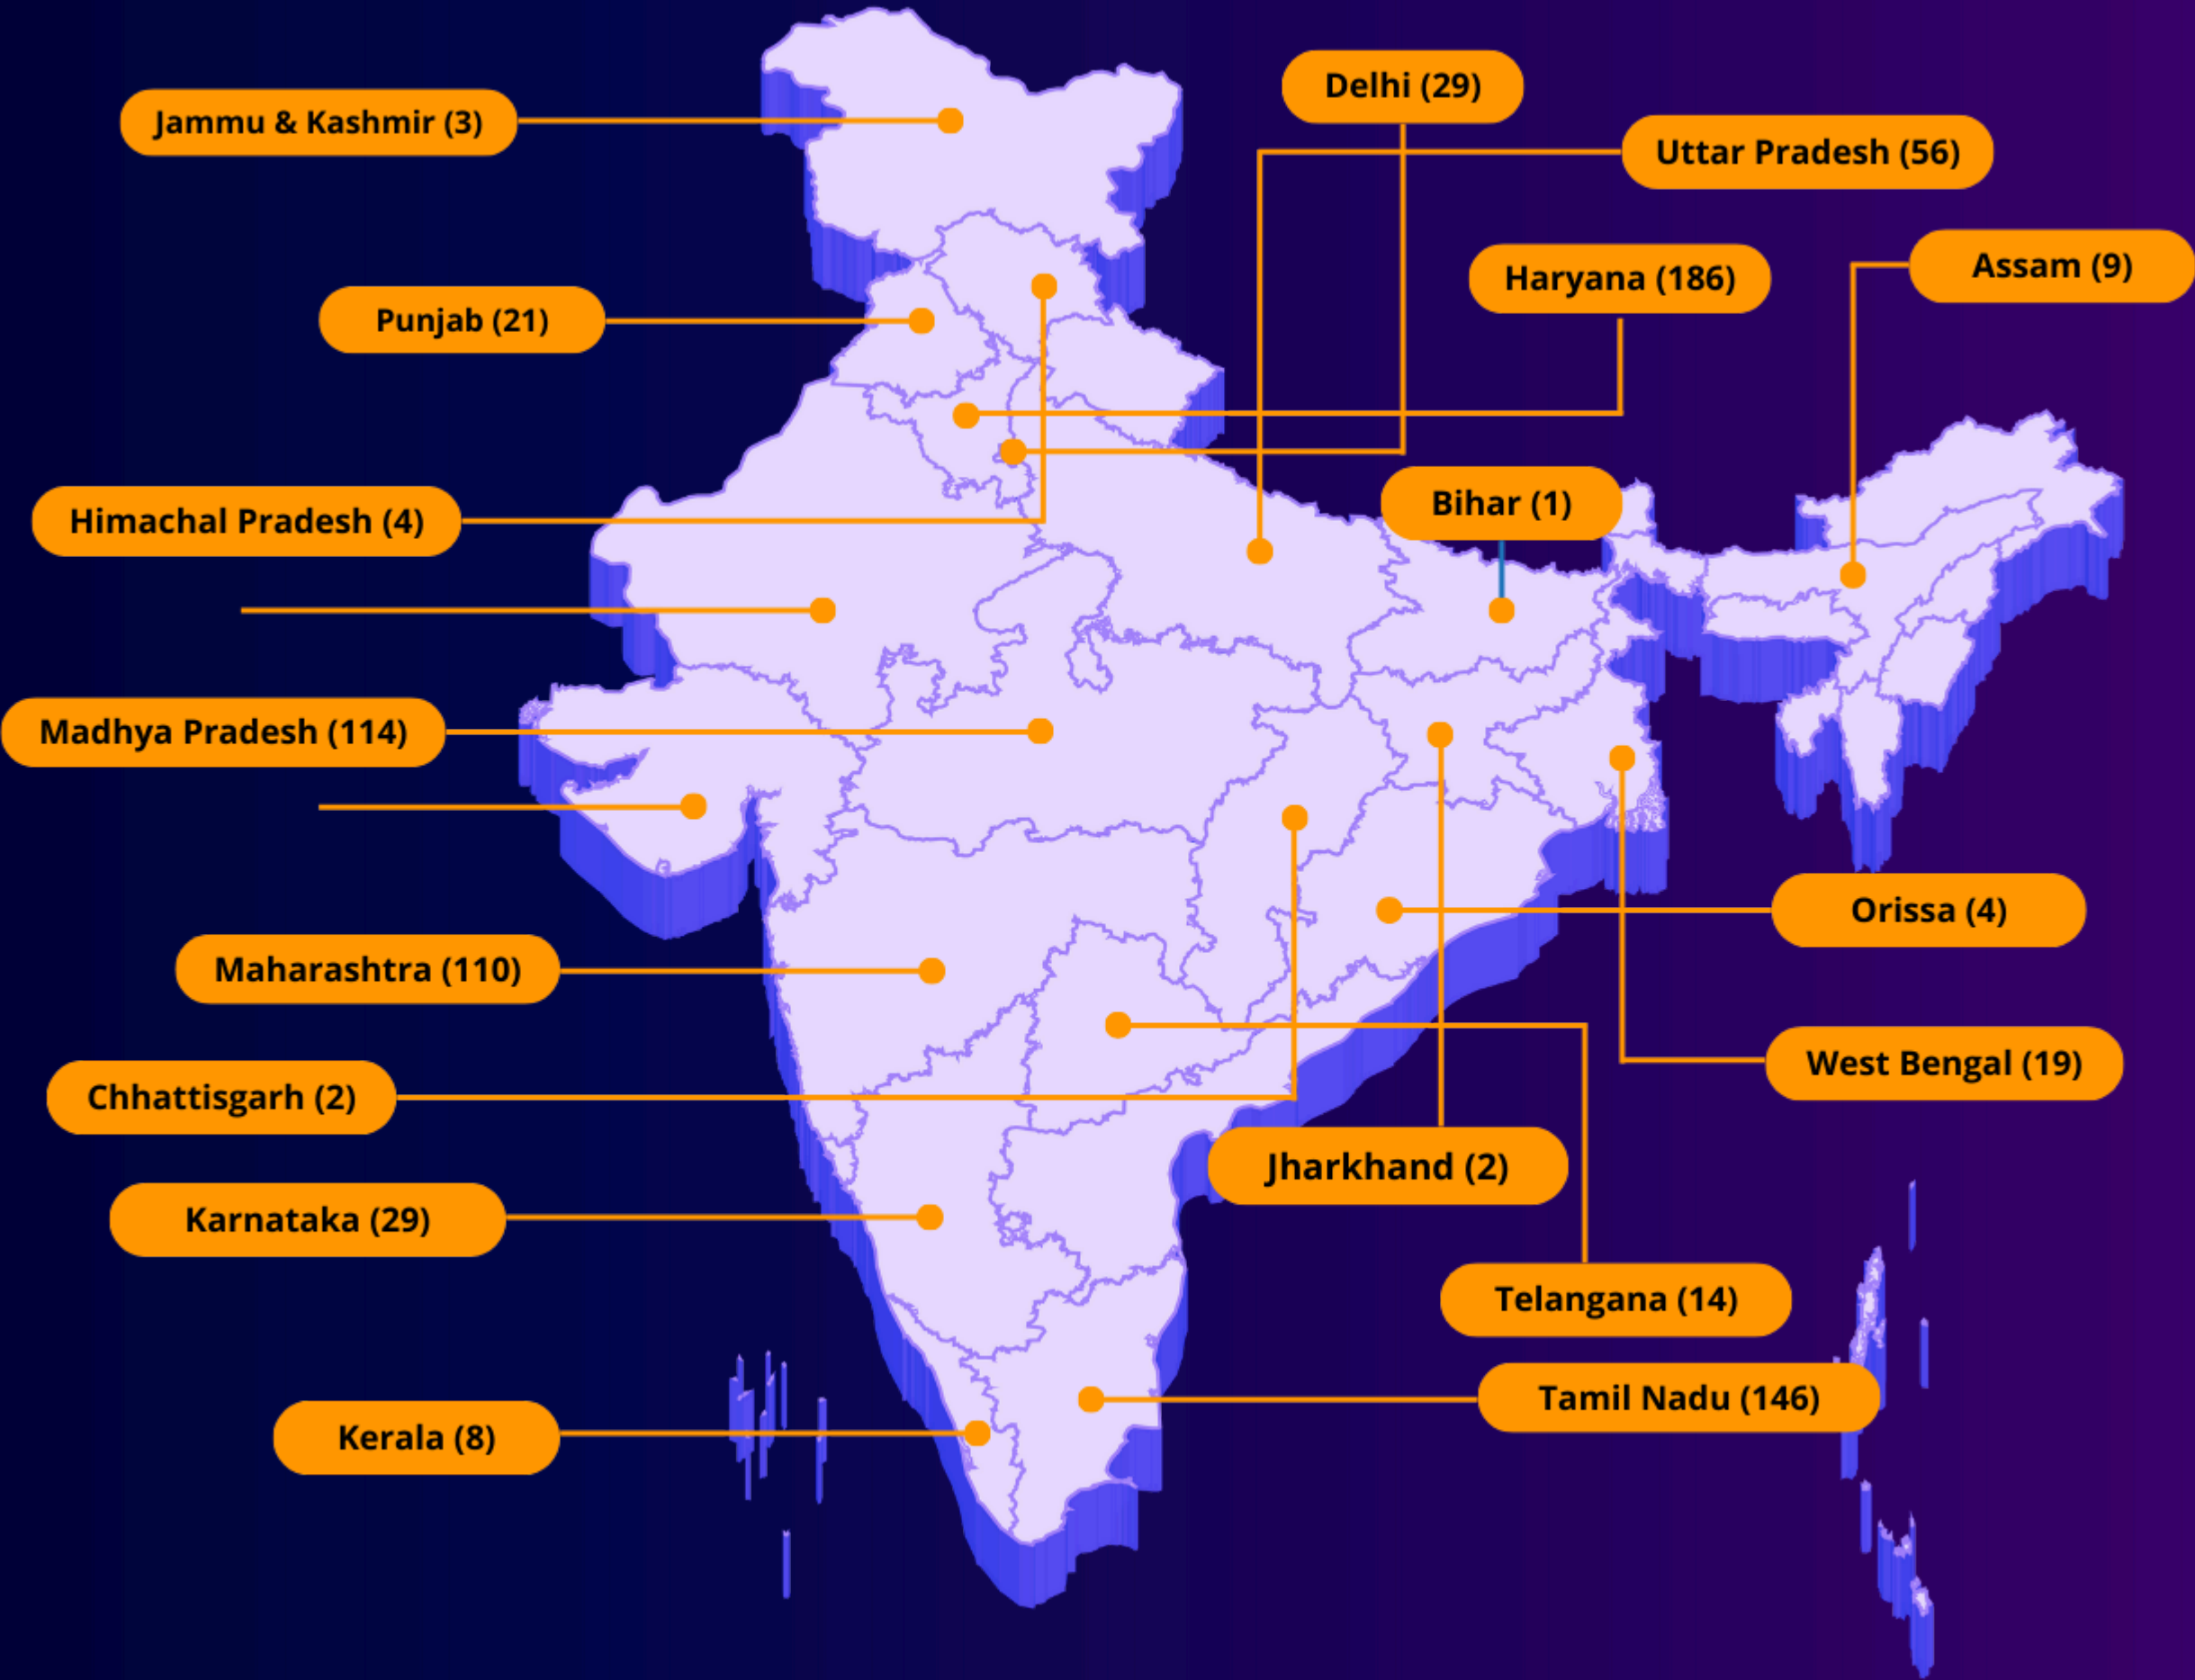 Delhi (29)
Jammu & Kashmir (3)
Uttar Pradesh (56)
Assam (9)
Haryana (186)
Punjab (21)
Bihar (1)
Himachal Pradesh (4)
Madhya Pradesh (114)
Orissa (4)
Maharashtra (110)
West Bengal (19)
Chhattisgarh (2)
Jharkhand (2)
Karnataka (29)
Telangana (14)
Tamil Nadu (146)
Kerala (8)